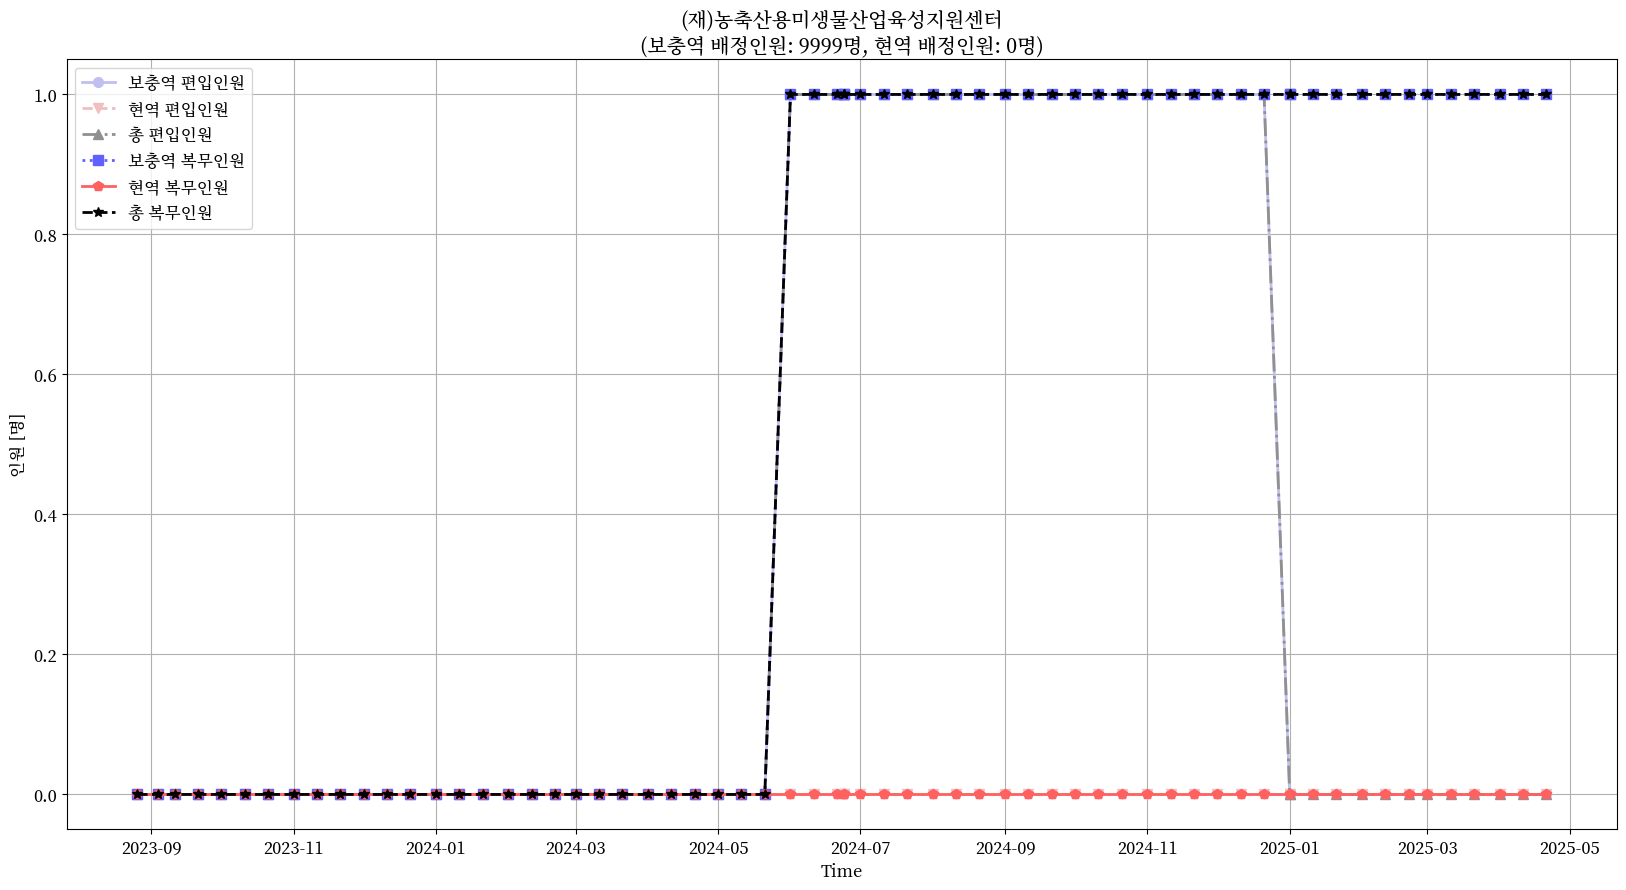 (재)농축산용미생물산업육성지원센터
(보충역 배정인원: 9999명, 현역 배정인원: 0명)
보충역 편입인원
현역 편입인원
총 편입인원
보충역 복무인원
현역 복무인원
총 복무인원
1.0
0.8
0.6
0.4
0.2
0.0
인원 [명]
2023-09
2023-11
2024-01
2024-03
2024-05
2024-07
2024-09
2024-11
2025-01
2025-03
2025-05
Time